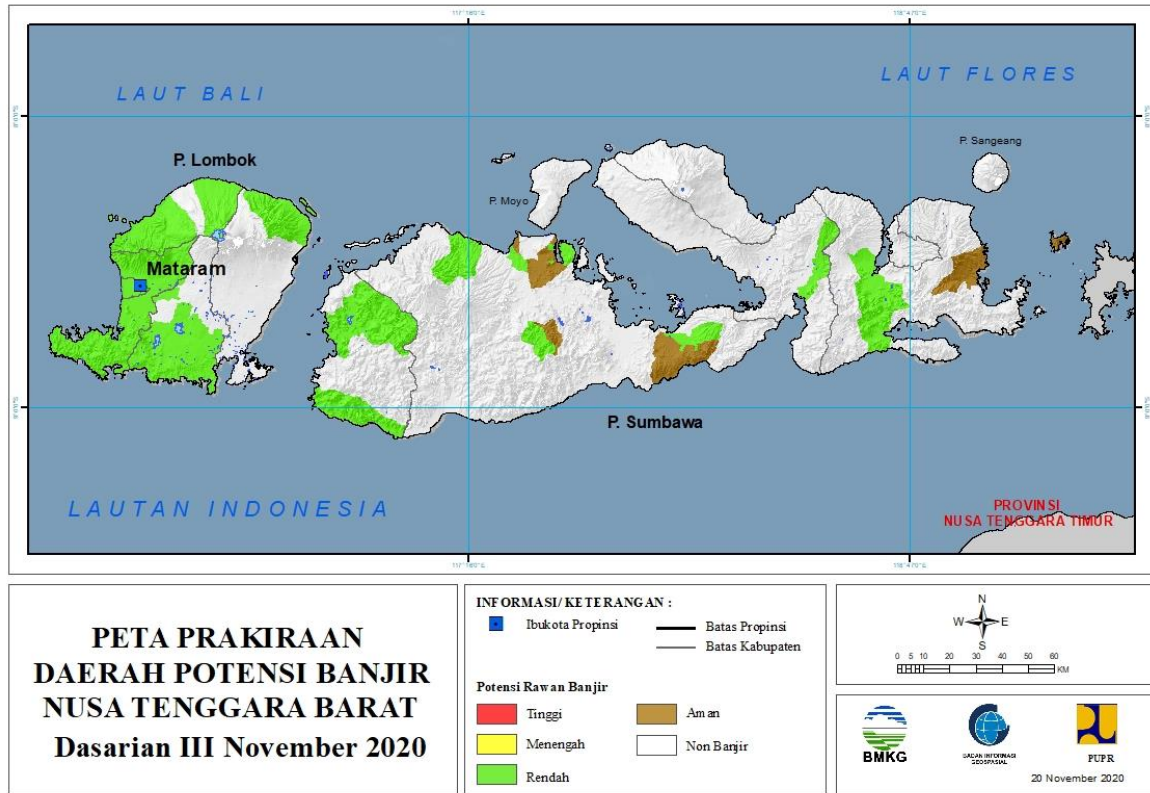 LAUT BALI
LAUT FLORES
P. Lombok
P. Sangeang
P. Moyo
Mataram
P. Sumbawa
LAUTAN INDONESIA
PROVINSI
NUSA TENGGARA TIMUR
PETA PRAKIRAAN
DAERAH POTENSI BANJIR
NUSA TENGGARA BARAT
Dasarian III November 2020
INFORMASI/ KETERANGAN :
Ibukota Propinsi
Batas Propinsi
Batas Kabupaten
Potensi Rawan Banjir
Tinggi
Aman
Menengah
Non Banjir
Rendah
N
W E
S
0 5 10 20 30 40 50 60
KM
BMKG
BADAN INFORMASI
GEOSPASIAL
PUPR
20 November 2020